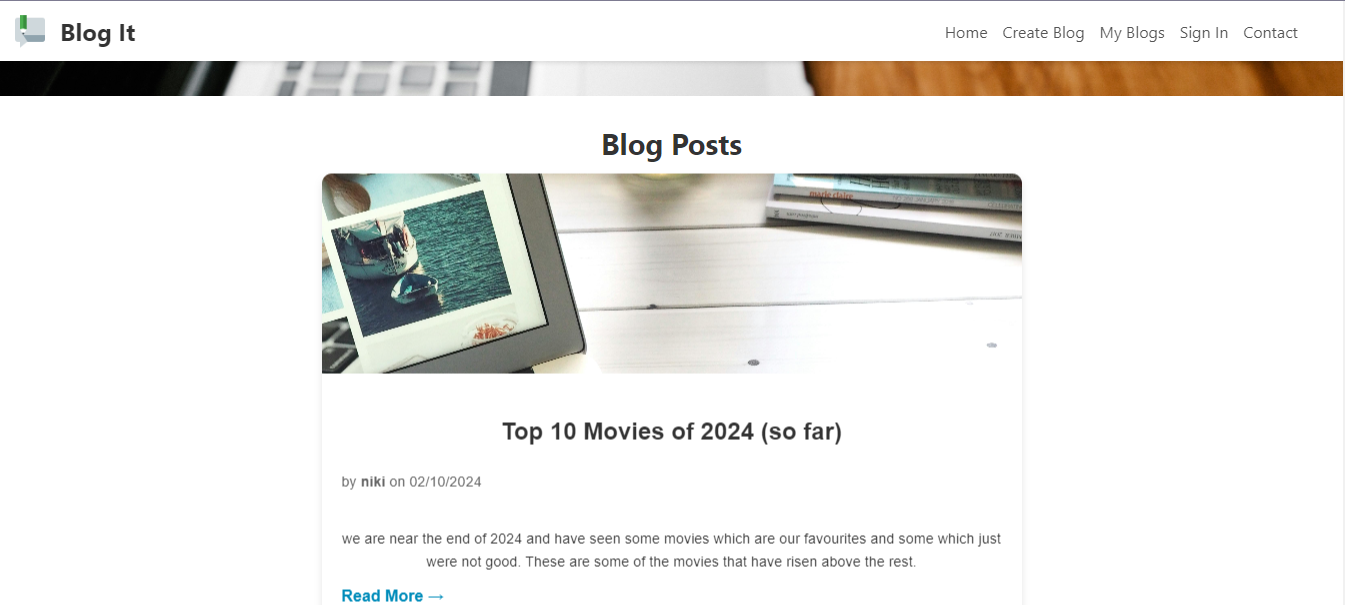 Blog It
Home Create Blog My Blogs Sign In Contact
Blog Posts
marie claire
Top 10 Movies of 2024 (so far)
by niki on 02/10/2024
we are near the end of 2024 and have seen some movies which are our favourites and some which just
were not good. These are some of the movies that have risen above the rest.
Read More →